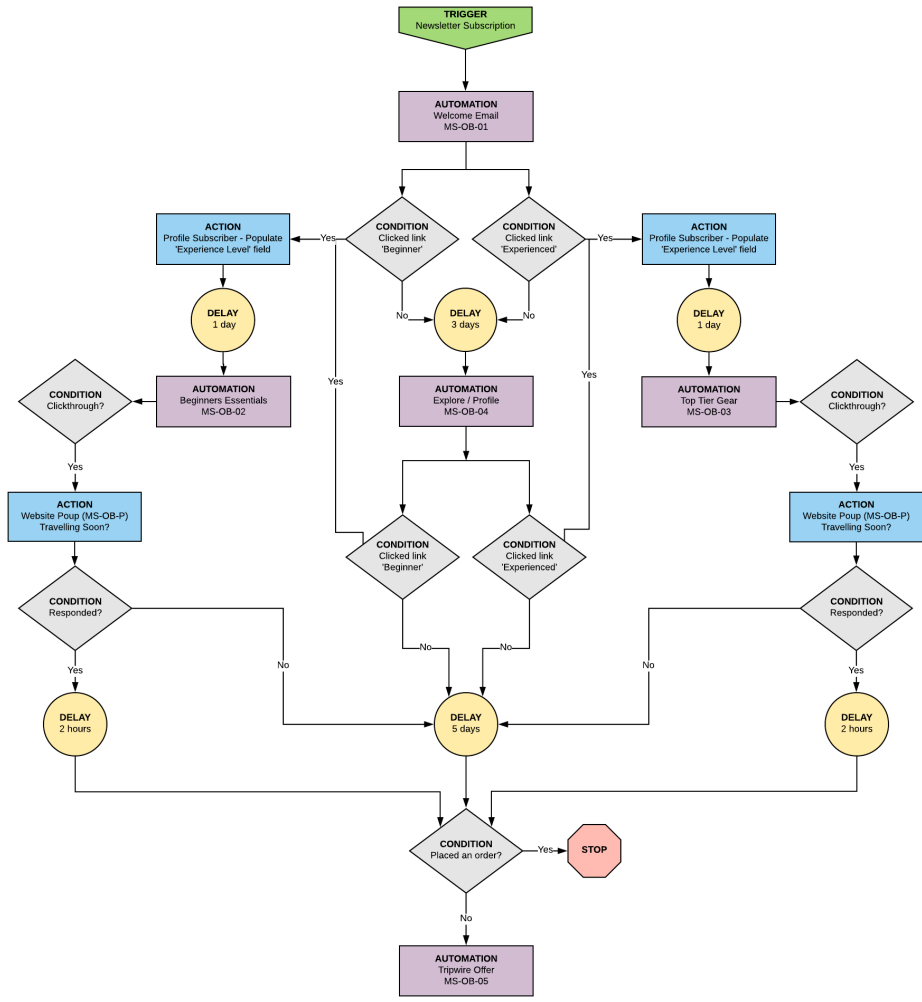 TRIGGER
Newsletter Subscription
AUTOMATION
Welcome Email
MS-OB-01
ACTION
Profile Subscriber - Populate
'Experience Level' field
Yes
CONDITION
Clicked link
'Beginner'
CONDITION
Clicked link
'Experienced'
Yes
ACTION
Profile Subscriber - Populate
'Experience Level' field
DELAY
1 day
No
DELAY
3 days
No
DELAY
1 day
CONDITION
Clickthrough?
AUTOMATION
Beginners Essentials
MS-OB-02
Yes
AUTOMATION
Explore / Profile
MS-OB-04
Yes
AUTOMATION
Top Tier Gear
MS-OB-03
CONDITION
Clickthrough?
Yes
Yes
ACTION
Website Poup (MS-OB-P)
Travelling Soon?
CONDITION
Clicked link
'Beginner'
CONDITION
Clicked link
'Experienced'
ACTION
Website Poup (MS-OB-P)
Travelling Soon?
CONDITION
Responded?
CONDITION
Responded?
Yes
No
No
No
No
Yes
DELAY
2 hours
DELAY
5 days
DELAY
2 hours
CONDITION
Placed an order?
Yes
STOP
No
AUTOMATION
Tripwire Offer
MS-OB-05